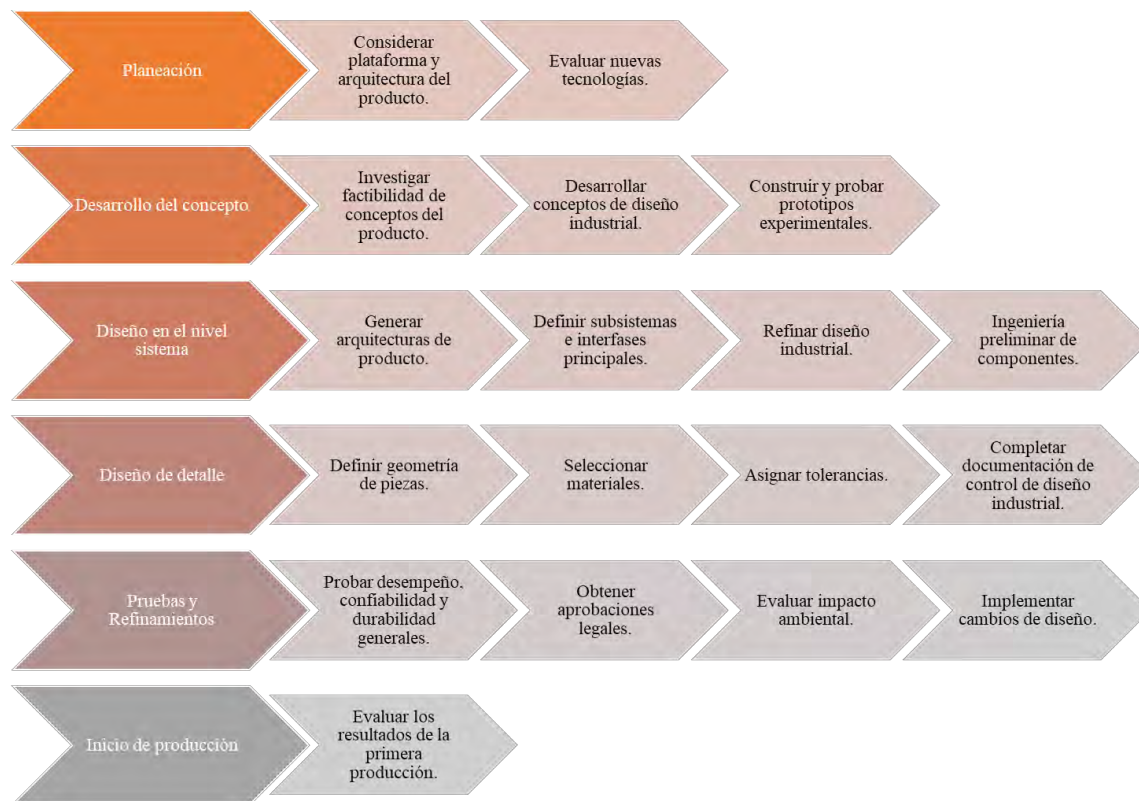 Planeación
Considerar
plataforma y
arquitectura del
producto.
Evaluar nuevas
tecnologías.
Desarrollo del concepto.
Investigar
factibilidad de
conceptos del
producto.
Desarrollar
conceptos de diseño
industrial.
Construir y probar
prototipos
experimentales.
Diseño en el nivel
sistema
Generar
arquitecturas de
producto.
Definir subsistemas
e interfases
principales.
Refinar diseño
industrial.
Ingeniería
preliminar de
componentes.
Diseño de detalle
Definir geometría
de piezas.
Seleccionar
materiales.
Asignar tolerancias.
Completar
documentación de
control de diseño
industrial.
Pruebas y
Refinamientos
Probar desempeño,
confiabilidad y
durabilidad
generales.
Obtener
aprobaciones
legales.
Evaluar impacto
ambiental.
Implementar
cambios de diseño.
Inicio de producción
Evaluar los
resultados de la
primera
producción.